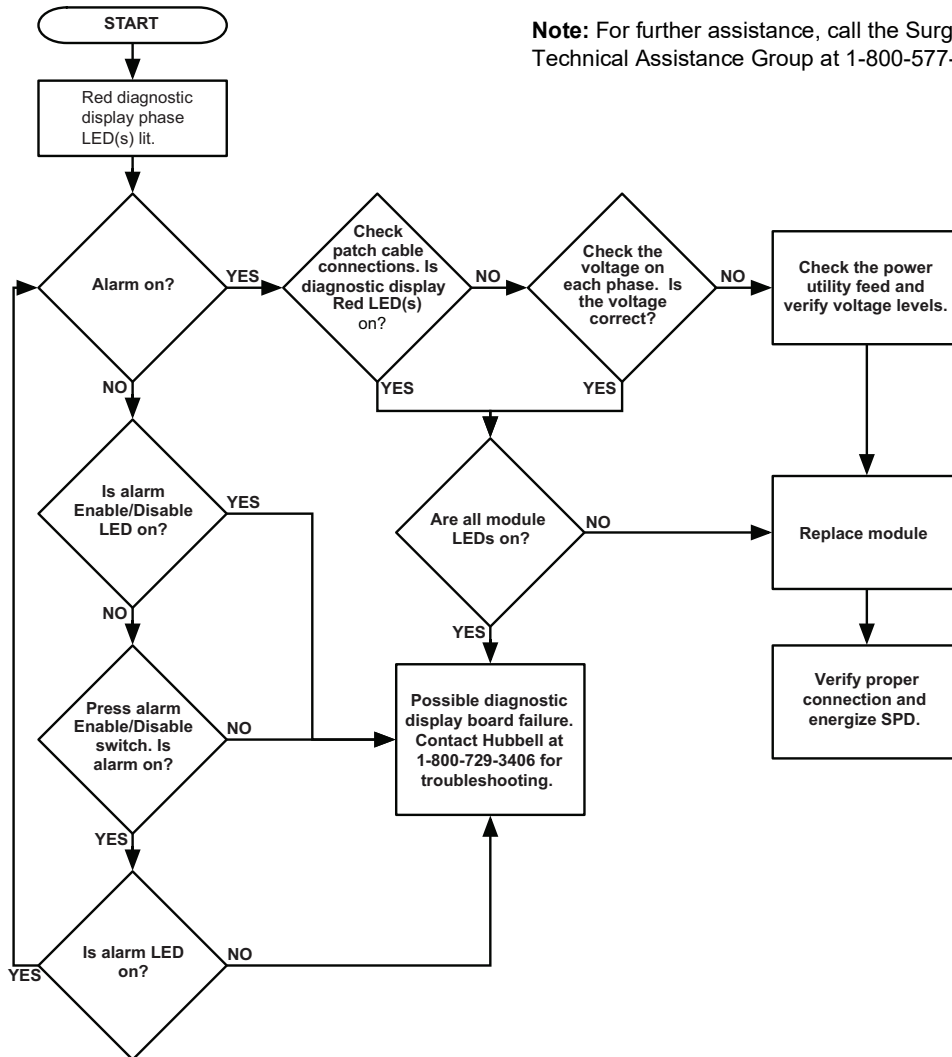 START
Note: For further assistance, call the Surg
Technical Assistance Group at 1-800-577-
Red diagnostic
display phase
LED(s) lit.
Alarm on?
YES
Check
patch cable
connections. Is
diagnostic display
Red LED(s)
on?
NO
Check the
voltage on
each phase. Is
the voltage
correct?
NO
Check the power
utility feed and
verify voltage levels.
NO
YES
YES
Is alarm
Enable/Disable
LED on?
YES
Are all module
LEDs on?
NO
Replace module
NO
YES
Press alarm
Enable/Disable
switch. Is
alarm on?
NO
Possible diagnostic
display board failure.
Contact Hubbell at
1-800-729-3406 for
troubleshooting.
Verify proper
connection and
energize SPD.
YES
Is alarm LED
on?
NO
YES